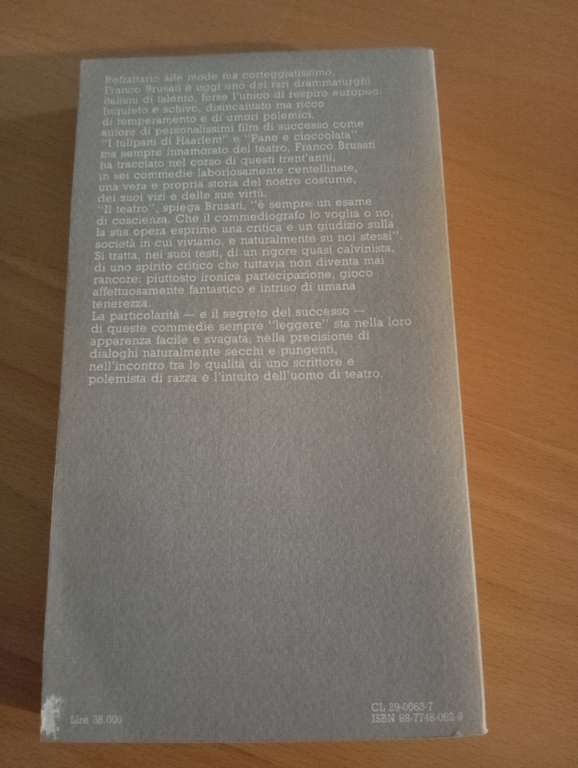 Refrattario alle mode ma corteggiatissimo,
Franco Brusati è oggi uno dei rari drammaturghi
italiani di talento, forse l'unico di respiro europeo.
Inquieto e schivo, disincantato ma ricco
di temperamento e di umori polemici,
autore di personalissimi film di successo come
"I tulipani di Haarlem" e "Pane e cioccolata"
ma sempre innamorato del teatro, Franco Brusati
ha tracciato nel corso di questi trent'anni,
in sei commedie laboriosamente centellinate,
una vera e propria storia del nostro costume,
dei suoi vizi e delle sue virtù.
"Il teatro", spiega Brusati, "è sempre un esame
di coscienza. Che il commediografo lo voglia o no,
la sua opera esprime una critica e un giudizio sulla
società in cui viviamo, e naturalmente su noi stessi".
Si tratta, nei suoi testi, di un rigore quasi calvinista,
di uno spirito critico che tuttavia non diventa mai
rancore: piuttosto ironica partecipazione, gioco
affettuosamente fantastico e intriso di umana
tenerezza.
La particolarità — e il segreto del successo —
di queste commedie sempre "leggere" sta nella loro
apparenza facile e svagata, nella precisione di
dialoghi naturalmente secchi e pungenti,
nell'incontro tra le qualità di uno scrittore e
polemista di razza e l'intuito dell'uomo di teatro.
Lire 38.000
CL 29-0063-7
ISBN 88-7746-063-9